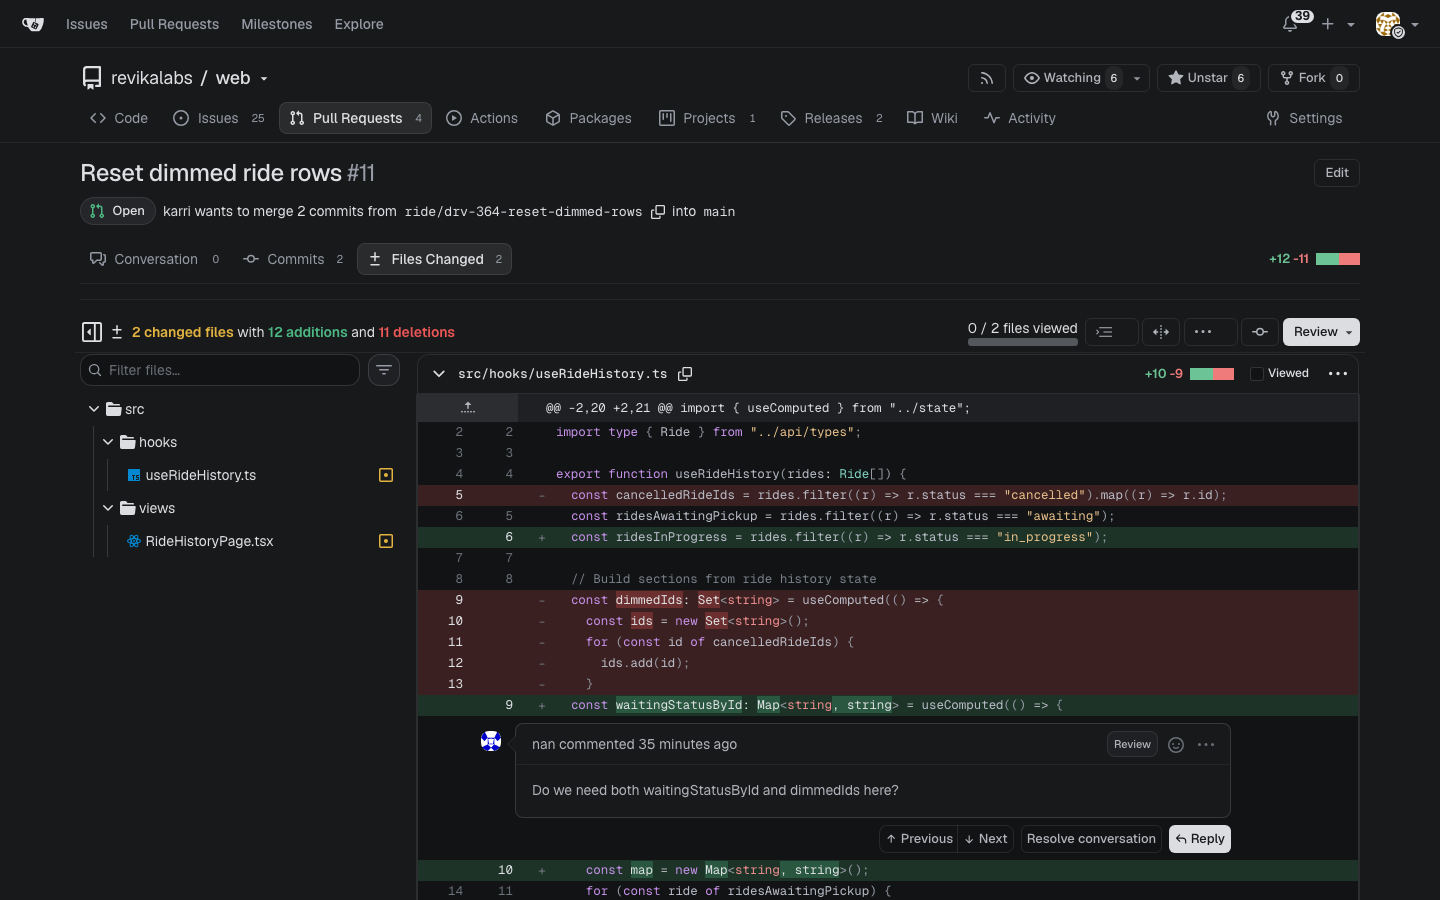 Issues Pull Requests Milestones Explore 39
revikalabs / web Watching 6 Unstar 6 Fork 0
Code Issues 25 Pull Requests 4 Actions Packages Projects 1 Releases 2 Wiki Activity Settings
Reset dimmed ride rows #11 Edit
Open karri wants to merge 2 commits from ride/drv-364-reset-dimmed-rows into main
Conversation 0 Commits 2 Files Changed 2 +12 -11
2 changed files with 12 additions and 11 deletions 0 / 2 files viewed Review
Filter files...
src
hooks
useRideHistory.ts
views
RideHistoryPage.tsx
src/hooks/useRideHistory.ts +10 -9 Viewed
@@ -2,20 +2,21 @@ import { useComputed } from "../state";
2 2 import type { Ride } from "../api/types";
3 3
4 4 export function useRideHistory(rides: Ride[]) {
5 - const cancelledRideIds = rides.filter((r) => r.status === "cancelled").map((r) => r.id);
6 5 const ridesAwaitingPickup = rides.filter((r) => r.status === "awaiting");
6 + const ridesInProgress = rides.filter((r) => r.status === "in_progress");
7 7
8 8 // Build sections from ride history state
9 - const dimmedIds: Set<string> = useComputed(() => {
10 - const ids = new Set<string>();
11 - for (const id of cancelledRideIds) {
12 - ids.add(id);
13 - }
9 + const waitingStatusById: Map<string, string> = useComputed(() => {
nan commented 35 minutes ago Review
Do we need both waitingStatusById and dimmedIds here?
Previous Next Resolve conversation Reply
10 + const map = new Map<string, string>();
14 11 for (const ride of ridesAwaitingPickup) {